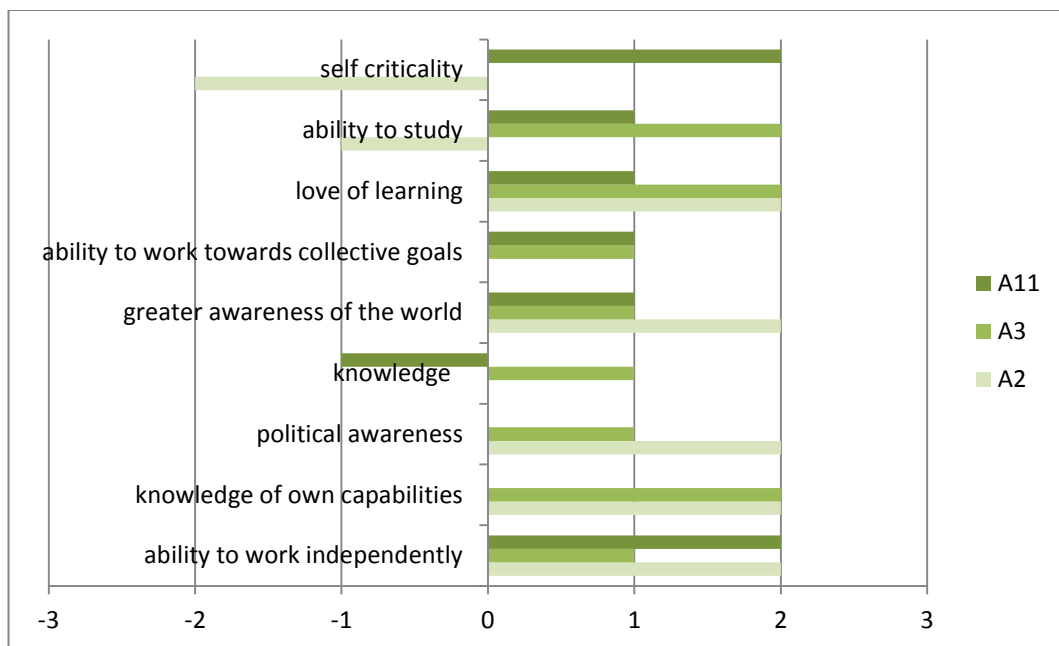 self criticality
ability to study
love of learning
ability to work towards collective goals
greater awareness of the world
knowledge
political awareness
knowledge of own capabilities
ability to work independently
-3 -2 -1 0 1 2 3
A11
A3
A2